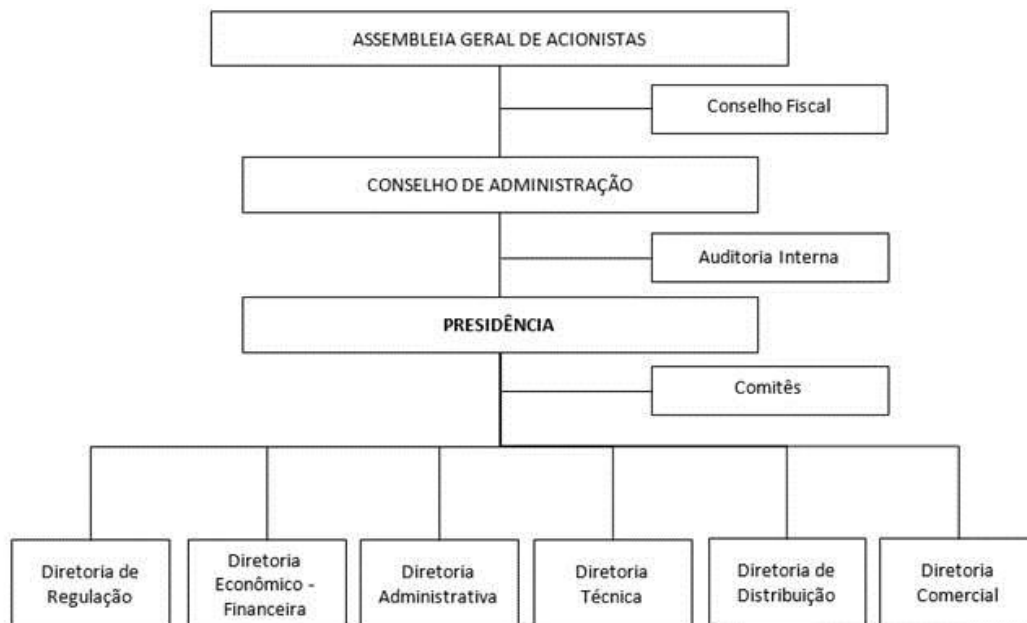 ASSEMBLEIA GERAL DE ACIONISTAS
Conselho Fiscal
CONSELHO DE ADMINISTRAÇÃO
Auditoria Interna
PRESIDÊNCIA
Comitês
Diretoria de
Regulação
Diretoria
Econômico -
Financeira
Diretoria
Administrativa
Diretoria
Técnica
Diretoria de
Distribuição
Diretoria
Comercial